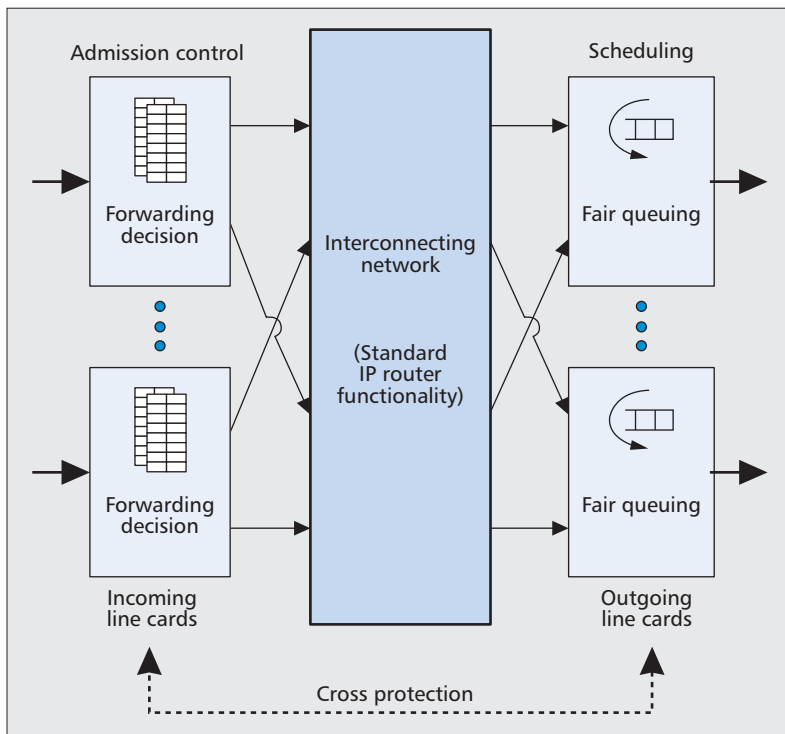 Admission control
Scheduling
Forwarding
decision
Interconnecting
network
(Standard
IP router
functionality)
Fair queuing
Forwarding
decision
Fair queuing
Incoming
line cards
Outgoing
line cards
Cross protection